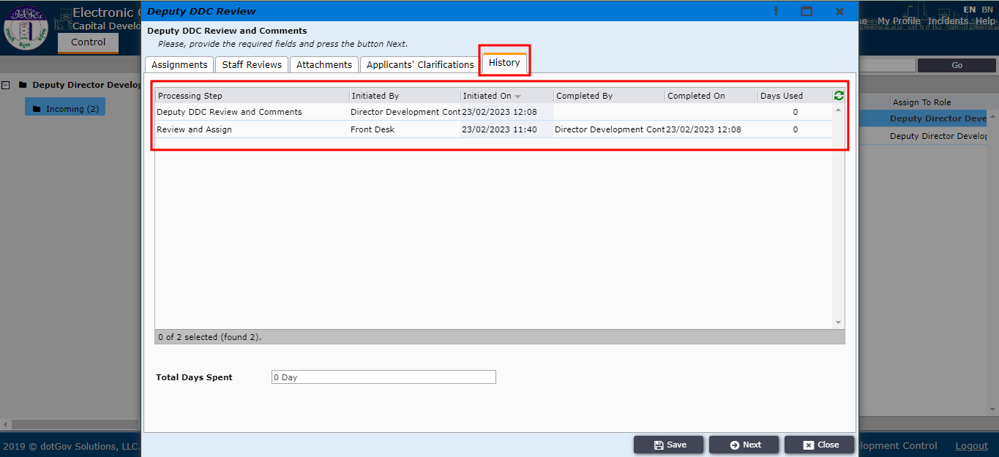 Electronic
Capital Develo
Control
EN BN
My Profile Incidents Help
Deputy DDC Review
Deputy DDC Review and Comments
Please, provide the required fields and press the button Next.
Assignments Staff Reviews Attachments Applicants' Clarifications History
Go
Deputy Director Develop
Incoming (2)
Processing Step Initiated By Initiated On Completed By Completed On Days Used
Deputy DDC Review and Comments Director Development Cont 23/02/2023 12:08 0
Review and Assign Front Desk 23/02/2023 11:40 Director Development Cont 23/02/2023 12:08 0
Assign To Role
Deputy Director Deve
Deputy Director Develop
0 of 2 selected (found 2).
Total Days Spent 0 Day
Save Next Close
2019 © dotGov Solutions, LLC.
lopment Control Logout